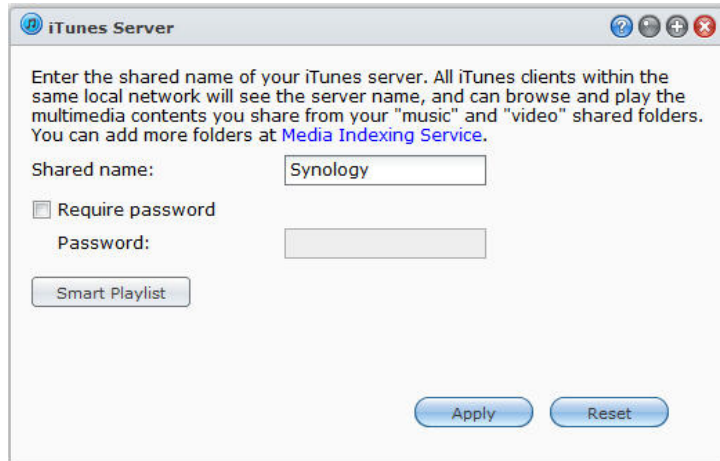 iTunes Server
Enter the shared name of your iTunes server. All iTunes clients within the
same local network will see the server name, and can browse and play the
multimedia contents you share from your "music" and "video" shared folders.
You can add more folders at Media Indexing Service.
Shared name: Synology
Require password
Password:
Smart Playlist
Apply Reset